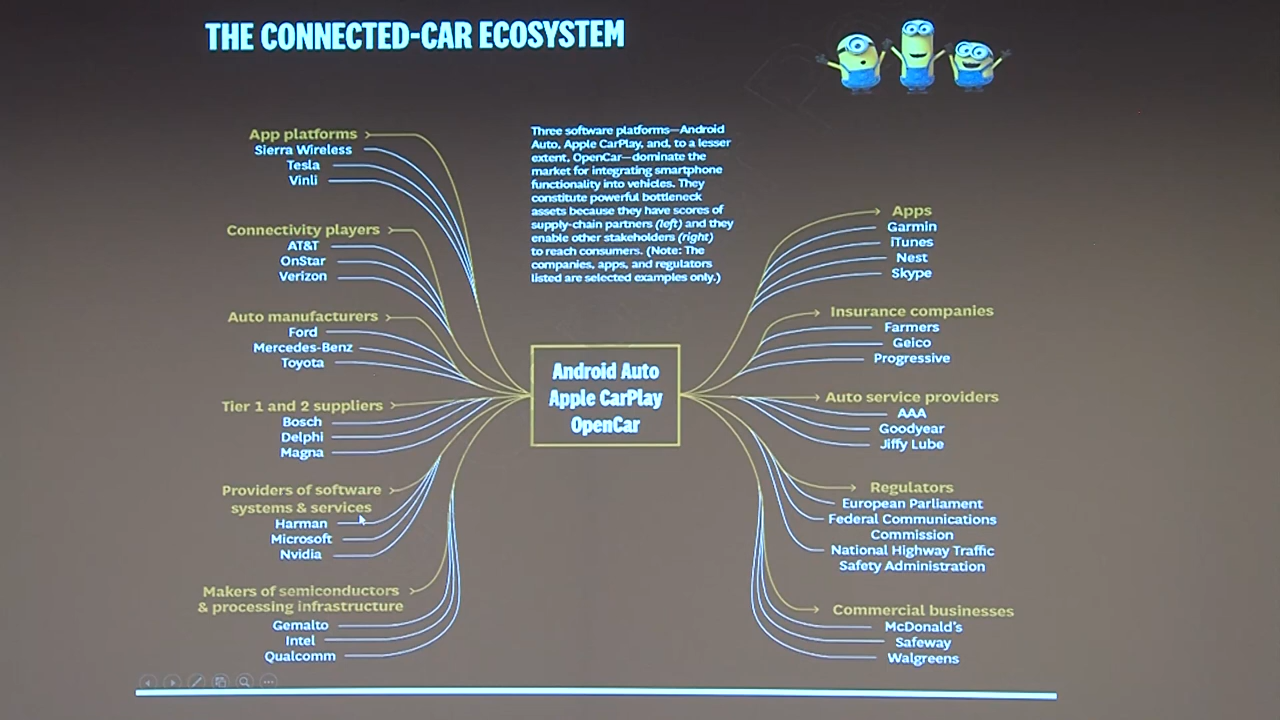 THE CONNECTED-CAR ECOSYSTEM
Three software platforms—Android
Auto, Apple CarPlay, and, to a lesser
extent, OpenCar—dominate the
market for integrating smartphone
functionality into vehicles. They
constitute powerful bottleneck
assets because they have scores of
supply-chain partners (left) and they
enable other stakeholders (right)
to reach consumers. (Note: The
companies, apps, and regulators
listed are selected examples only.)
App platforms
Sierra Wireless
Tesla
Vinli
Connectivity players
AT&T
OnStar
Verizon
Auto manufacturers
Ford
Mercedes-Benz
Toyota
Tier 1 and 2 suppliers
Bosch
Delphi
Magna
Providers of software
systems & services
Harman
Microsoft
Nvidia
Makers of semiconductors
& processing infrastructure
Gemalto
Intel
Qualcomm
Android Auto
Apple CarPlay
OpenCar
Apps
Garmin
iTunes
Nest
Skype
Insurance companies
Farmers
Geico
Progressive
Auto service providers
AAA
Goodyear
Jiffy Lube
Regulators
European Parliament
Federal Communications
Commission
National Highway Traffic
Safety Administration
Commercial businesses
McDonald's
Safeway
Walgreens